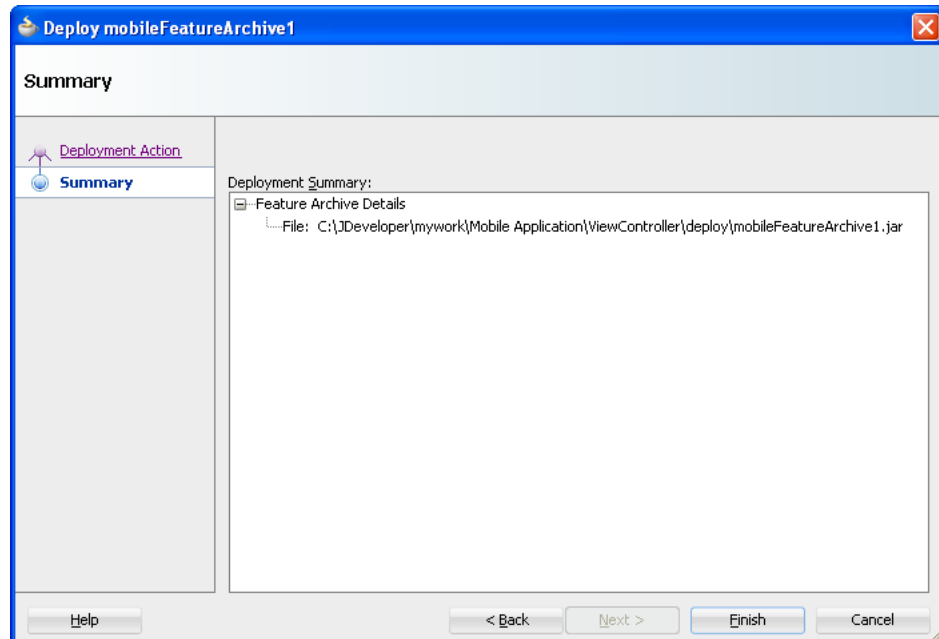 Deploy mobileFeatureArchive1
Summary
Deployment Action
Summary
Deployment Summary:
Feature Archive Details
File: C:\JDeveloper\mywork\Mobile Application\ViewController\deploy\mobileFeatureArchive1.jar
Help
< Back
Next >
Finish
Cancel